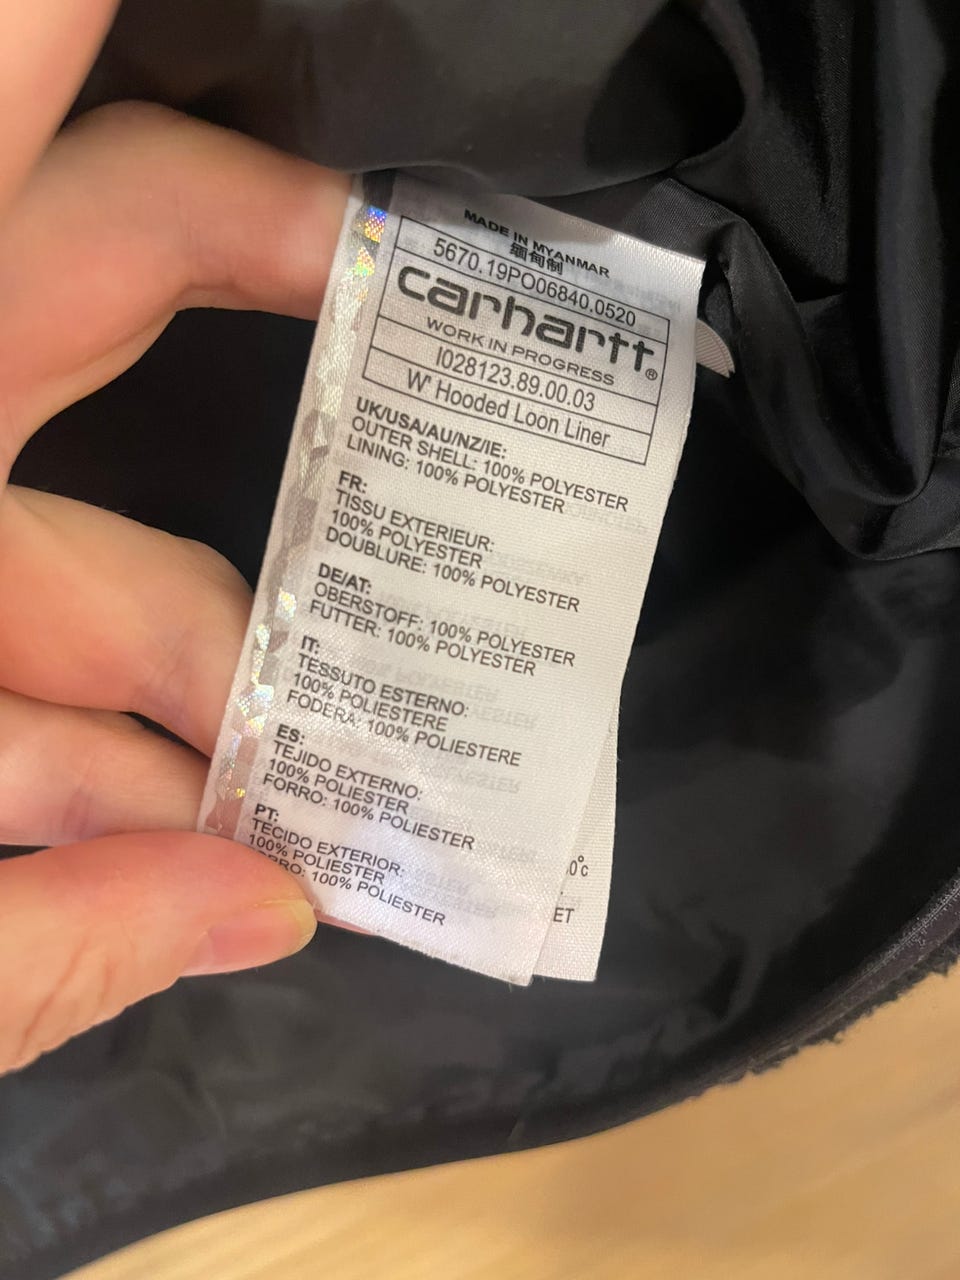 MADE IN MYANMAR
缅甸制
5670.19PO06840.0520
carhartt®
WORK IN PROGRESS
I028123.89.00.03
W' Hooded Loon Liner
UK/USA/AU/NZ/IE:
OUTER SHELL: 100% POLYESTER
LINING: 100% POLYESTER
FR:
TISSU EXTERIEUR:
100% POLYESTER
DOUBLURE: 100% POLYESTER
DE/AT:
OBERSTOFF: 100% POLYESTER
FUTTER: 100% POLYESTER
IT:
TESSUTO ESTERNO:
100% POLIESTERE
FODERA: 100% POLIESTERE
ES:
TEJIDO EXTERNO:
100% POLIESTER
FORRO: 100% POLIESTER
PT:
TECIDO EXTERIOR:
100% POLIESTER
RRO: 100% POLIESTER
0°c
ET